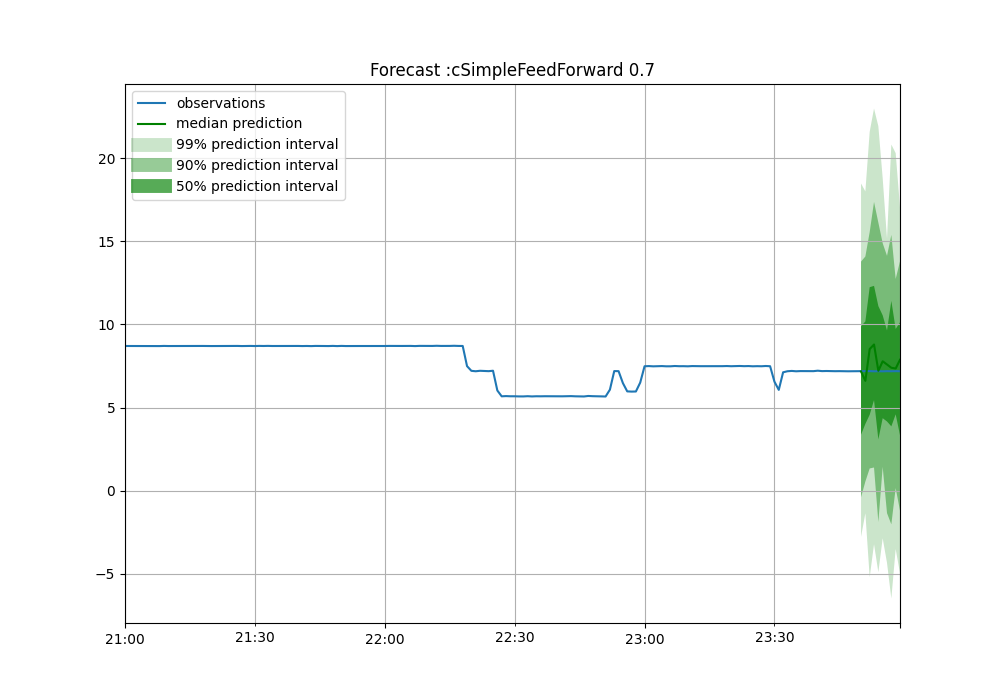 Forecast :cSimpleFeedForward 0.7
observations
median prediction
99% prediction interval
90% prediction interval
50% prediction interval
20
15
10
5
0
−5
21:00
21:30
22:00
22:30
23:00
23:30